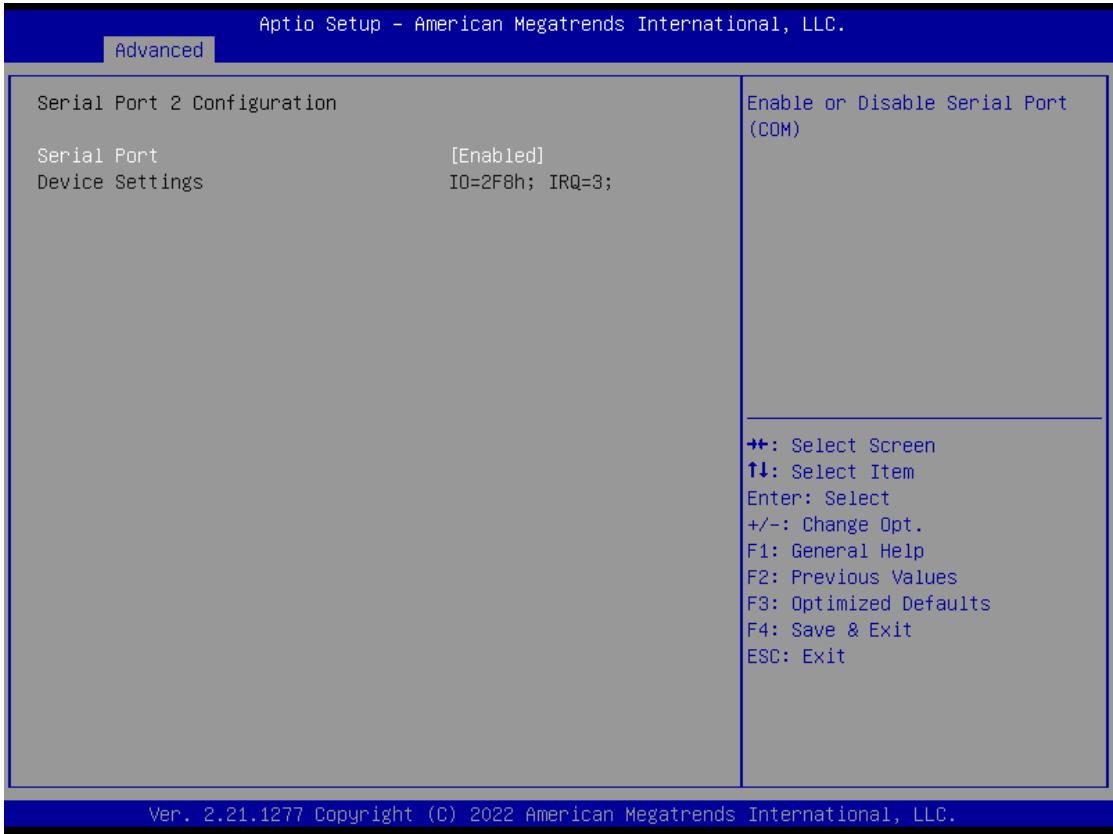 Aptio Setup – American Megatrends International, LLC.
Advanced
Serial Port 2 Configuration
Serial Port [Enabled]
Device Settings IO=2F8h; IRQ=3;
Enable or Disable Serial Port
(COM)
→←: Select Screen
↑↓: Select Item
Enter: Select
+/-: Change Opt.
F1: General Help
F2: Previous Values
F3: Optimized Defaults
F4: Save & Exit
ESC: Exit
Ver. 2.21.1277 Copyright (C) 2022 American Megatrends International, LLC.